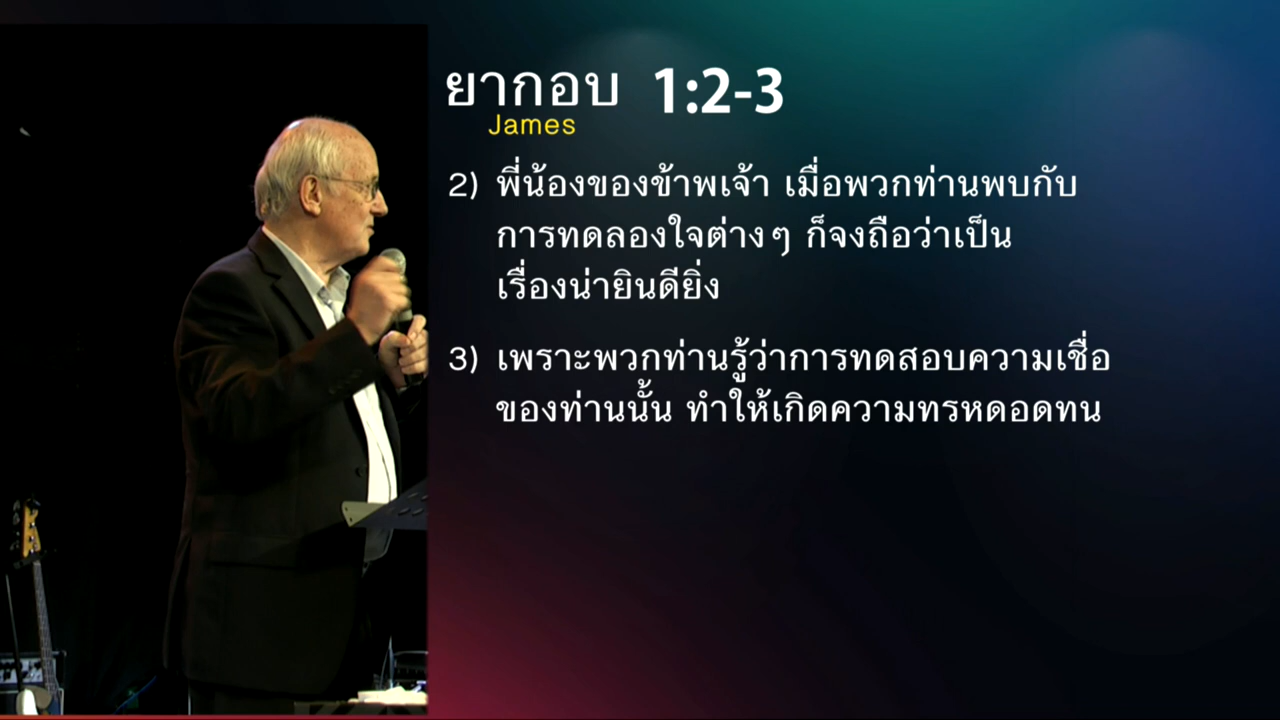 ยากอบ 1:2-3
James
2) พี่น้องของข้าพเจ้า เมื่อพวกท่านพบกับ
การทดลองใจต่างๆ ก็จงถือว่าเป็น
เรื่องน่ายินดียิ่ง
3) เพราะพวกท่านรู้ว่าการทดสอบความเชื่อ
ของท่านนั้น ทำให้เกิดความทรหดอดทน